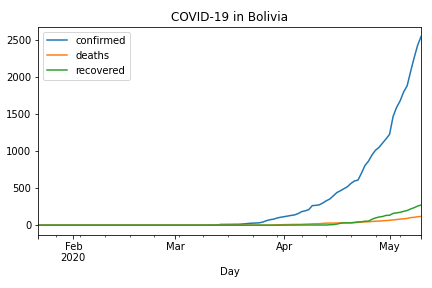 COVID-19 in Bolivia
confirmed
deaths
recovered
2500
2000
1500
1000
500
0
Feb
2020
Mar
Apr
May
Day